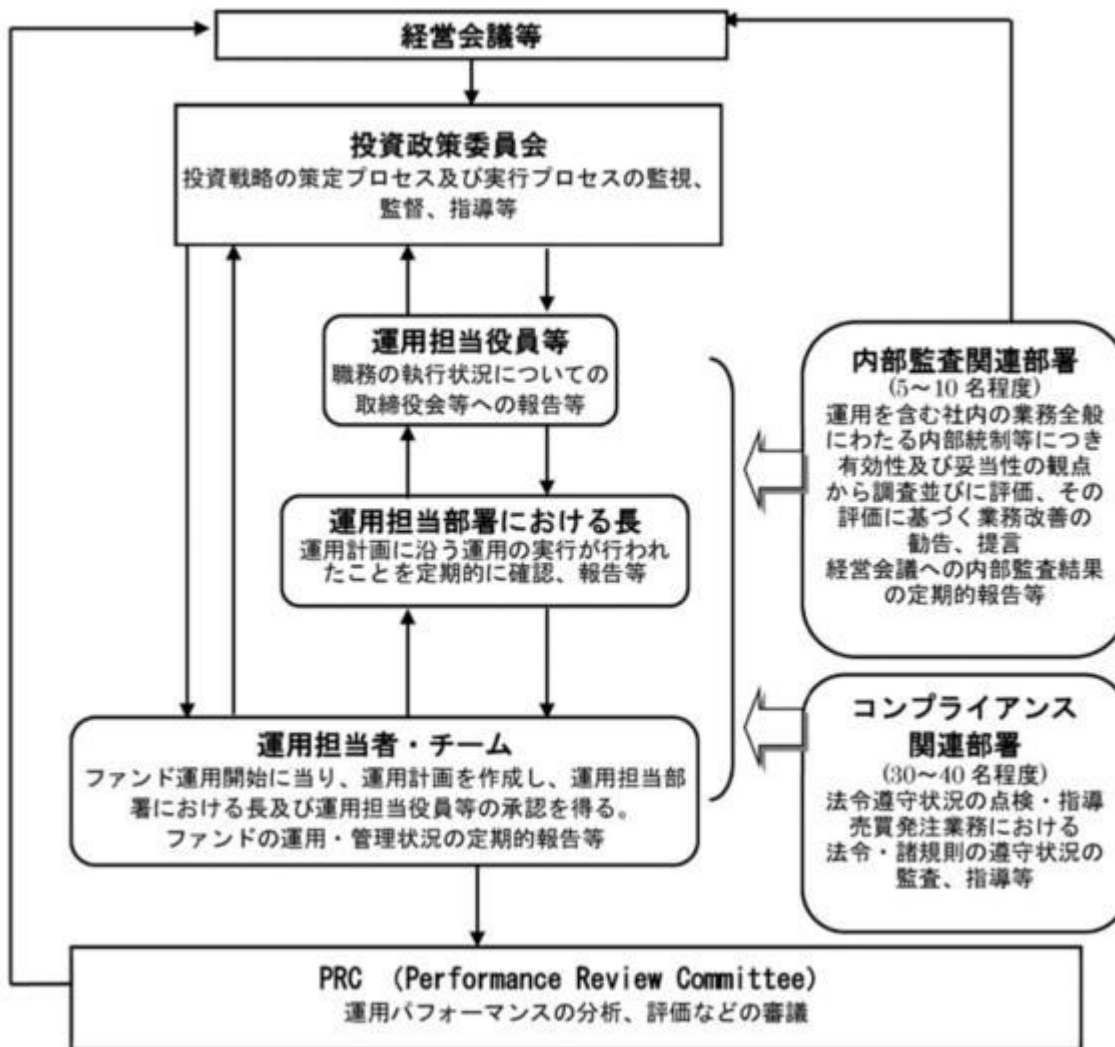 経営会議等
投資政策委員会
投資戦略の策定プロセス及び実行プロセスの監視、
監督、指導等
運用担当役員等
職務の執行状況についての
取締役会等への報告等
運用担当部署における長
運用計画に沿う運用の実行が行われ
たことを定期的に確認、報告等
運用担当者・チーム
ファンド運用開始に当り、運用計画を作成し、運用担当部
署における長及び運用担当役員等の承認を得る。
ファンドの運用・管理状況の定期的報告等
内部監査関連部署
(5～10 名程度)
運用を含む社内の業務全般
にわたる内部統制等につき
有効性及び妥当性の観点
から調査並びに評価、その
評価に基づく業務改善の
勧告、提言
経営会議への内部監査結果
の定期的報告等
コンプライアンス
関連部署
(30～40 名程度)
法令遵守状況の点検・指導
売買発注業務における
法令・諸規則の遵守状況の
監査、指導等
PRC （Performance Review Committee）
運用パフォーマンスの分析、評価などの審議